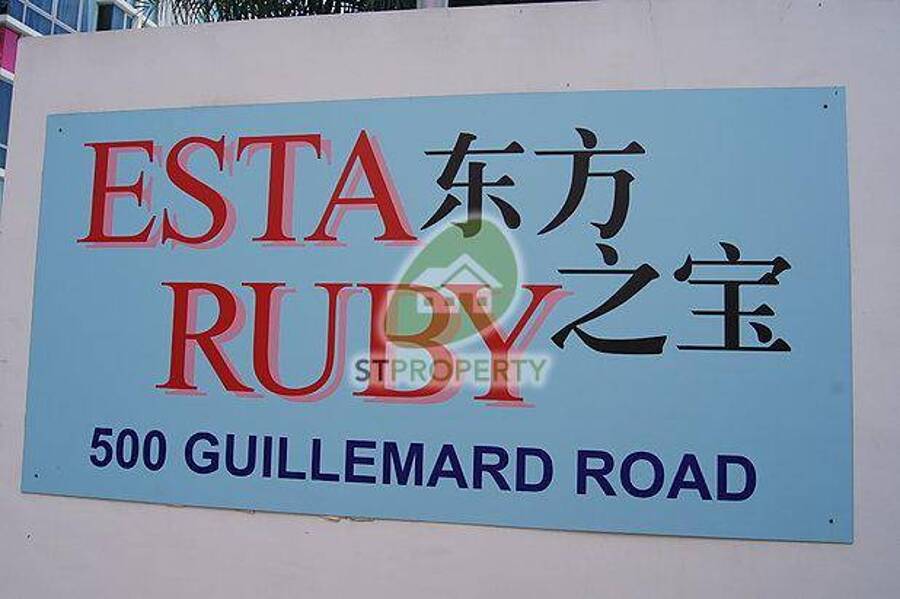 ESTA 东方
RUBY 之宝
STPROPERTY
500 GUILLEMARD ROAD